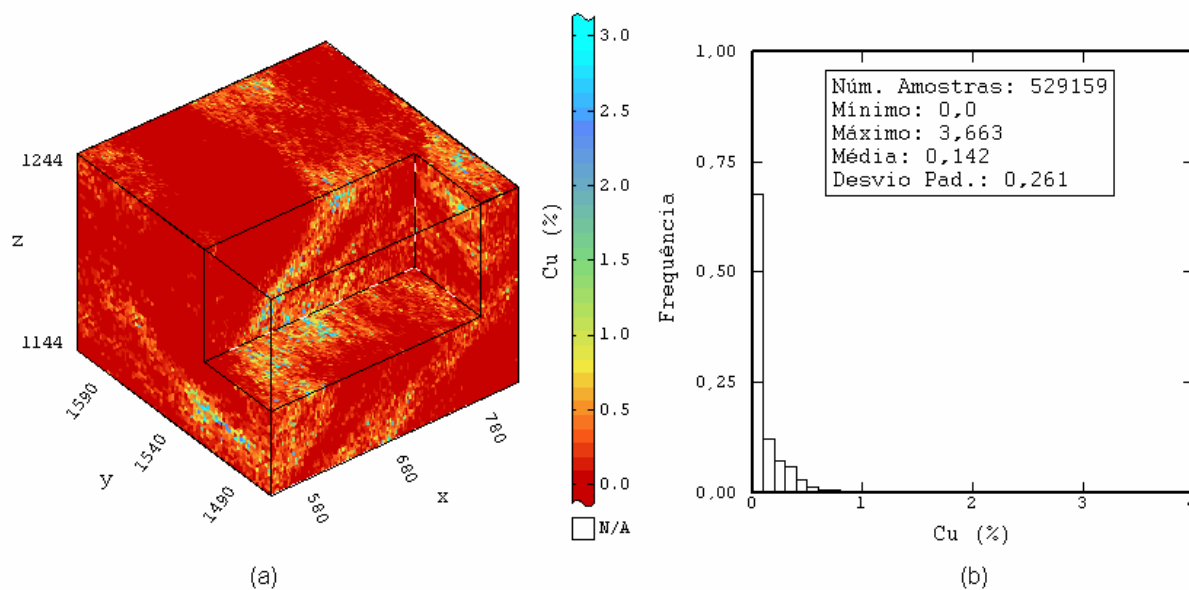 1244
z
1144
1590
1540
1490
y
580
680
780
x
3.0
2.5
2.0
1.5
1.0
0.5
0.0
Cu (%)
N/A
(a)
1,00
0,75
0,50
0,25
0,00
Frequência
Núm. Amostras: 529159
Mínimo: 0,0
Máximo: 3,663
Média: 0,142
Desvio Pad.: 0,261
0 1 2 3 4
Cu (%)
(b)